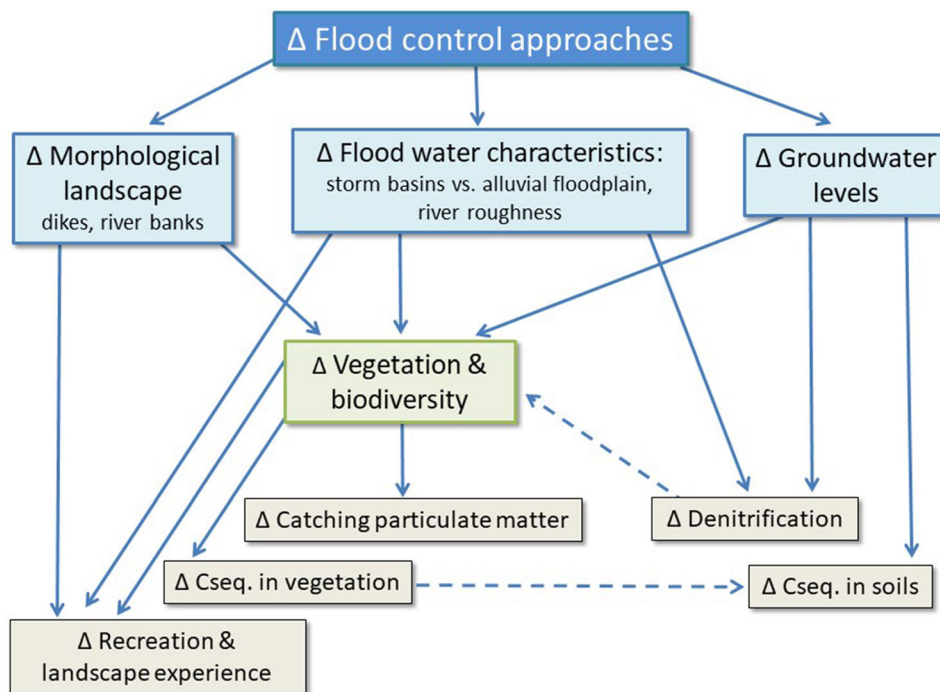 Δ Flood control approaches
Δ Morphological
landscape
dikes, river banks
Δ Flood water characteristics:
storm basins vs. alluvial floodplain,
river roughness
Δ Groundwater
levels
Δ Vegetation &
biodiversity
Δ Catching particulate matter
Δ Denitrification
Δ Cseq. in vegetation
Δ Cseq. in soils
Δ Recreation &
landscape experience